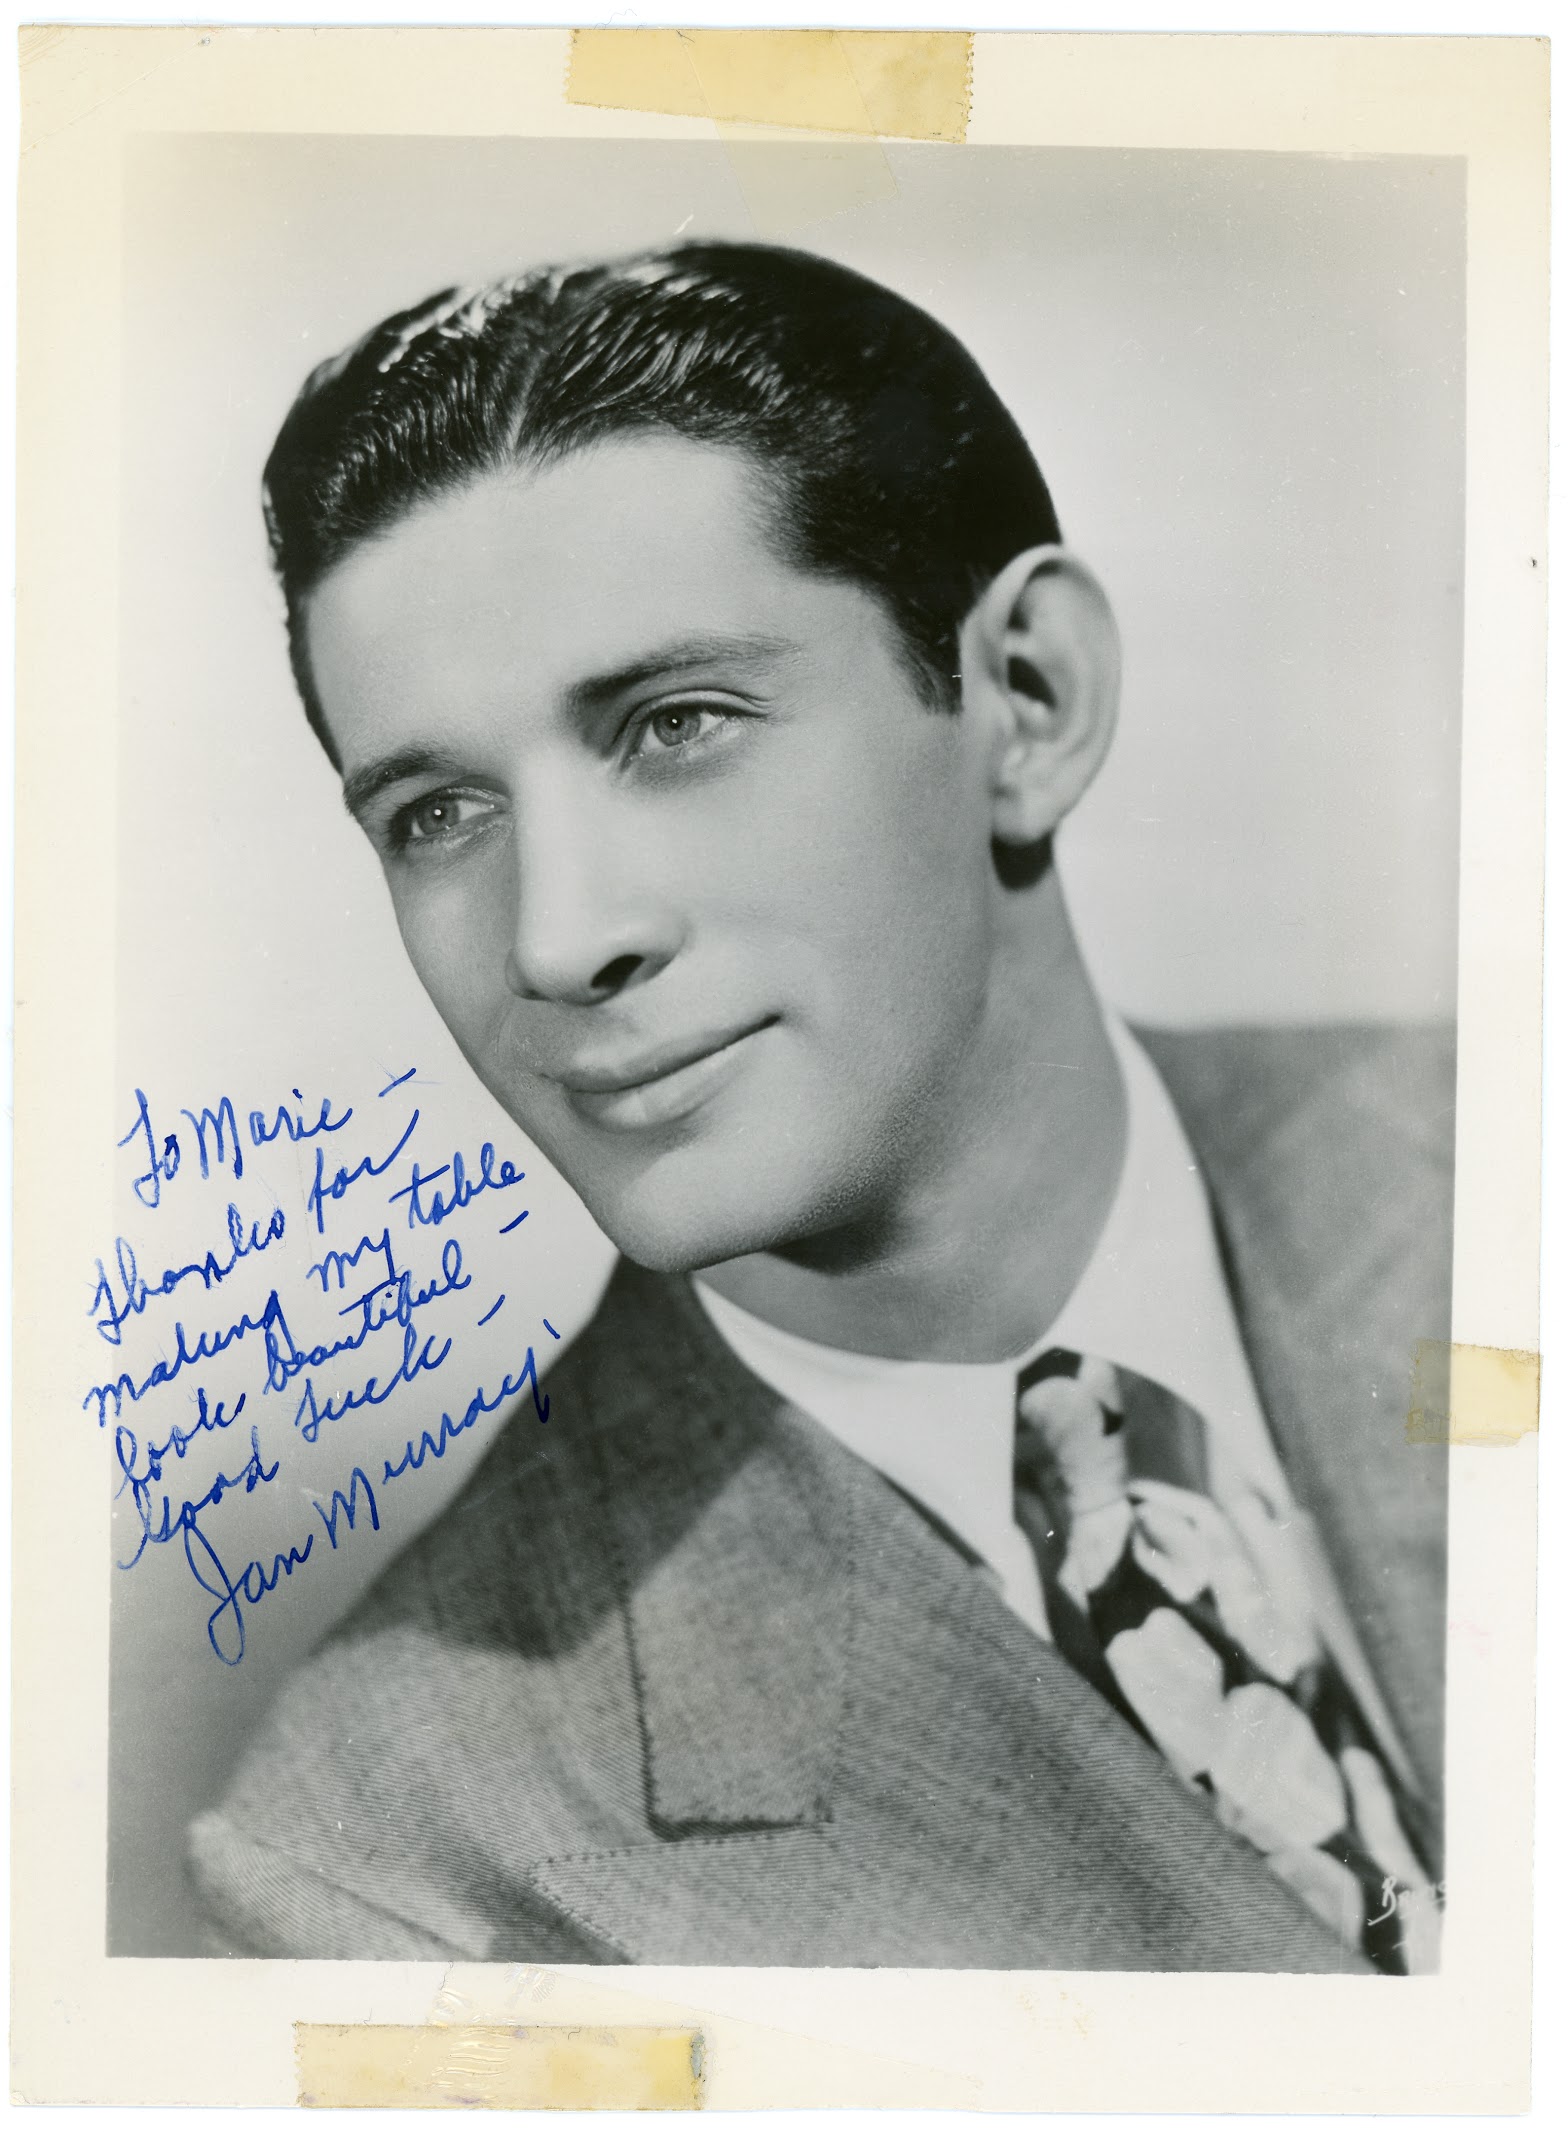 To Marie -
Thanks for
making my table
look beautiful -
Good Luck -
Jan Murray